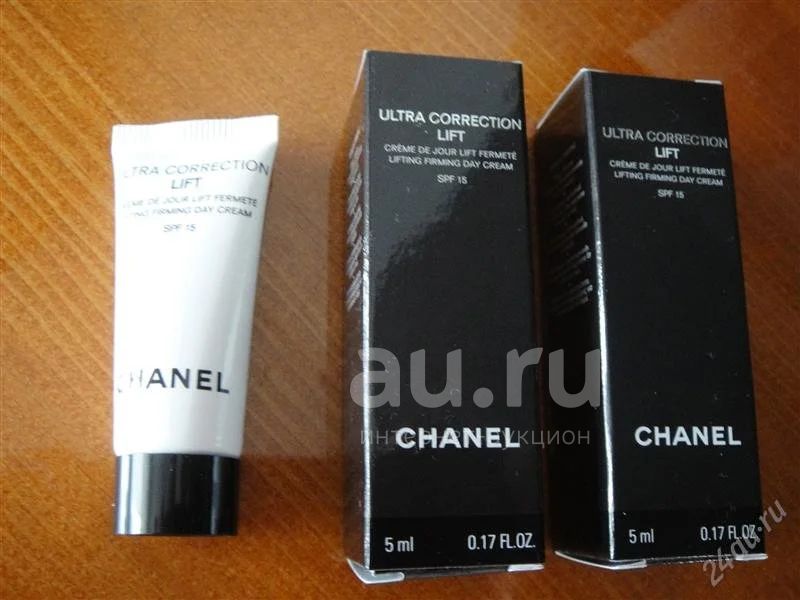 ULTRA CORRECTION
LIFT
CRÈME DE JOUR LIFT FERMETÉ
LIFTING FIRMING DAY CREAM
SPF 15
CHANEL
ULTRA CORRECTION
LIFT
CRÈME DE JOUR LIFT FERMETÉ
LIFTING FIRMING DAY CREAM
SPF 15
CHANEL
5 ml 0.17 FL.OZ.
ULTRA CORRECTION
LIFT
CRÈME DE JOUR LIFT FERMETÉ
LIFTING FIRMING DAY CREAM
SPF 15
CHANEL
5 ml 0.17 FL.OZ.
au.ru
24au.ru